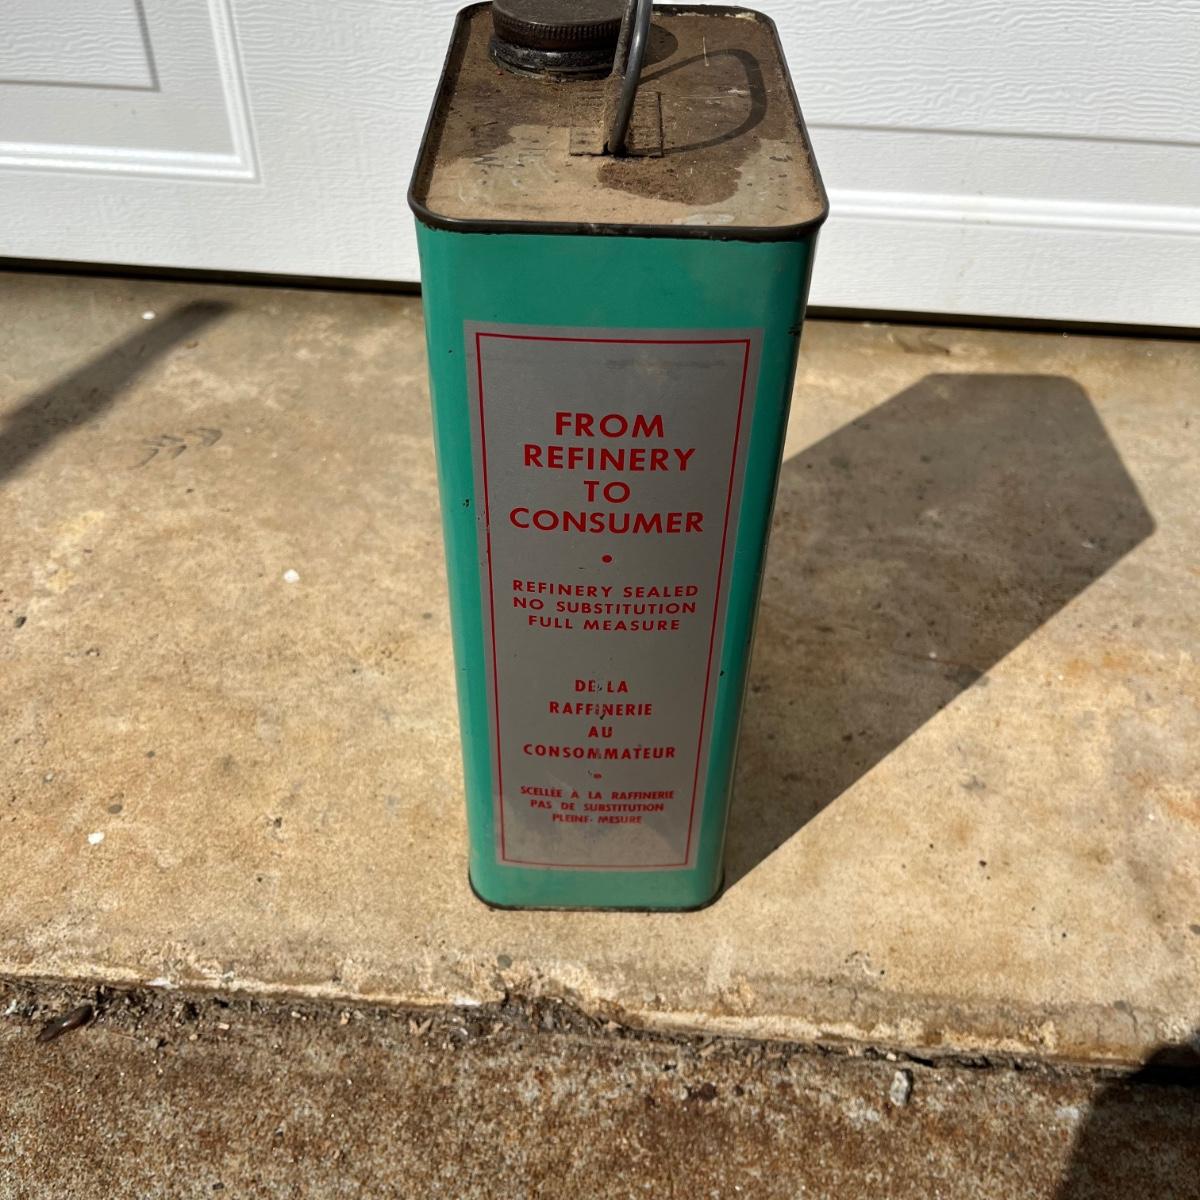 FROM
REFINERY
TO
CONSUMER
•
REFINERY SEALED
NO SUBSTITUTION
FULL MEASURE
DE LA
RAFFINERIE
AU
CONSOMMATEUR
•
SCELLÉE A LA RAFFINERIE
PAS DE SUBSTITUTION
PLEINE MESURE